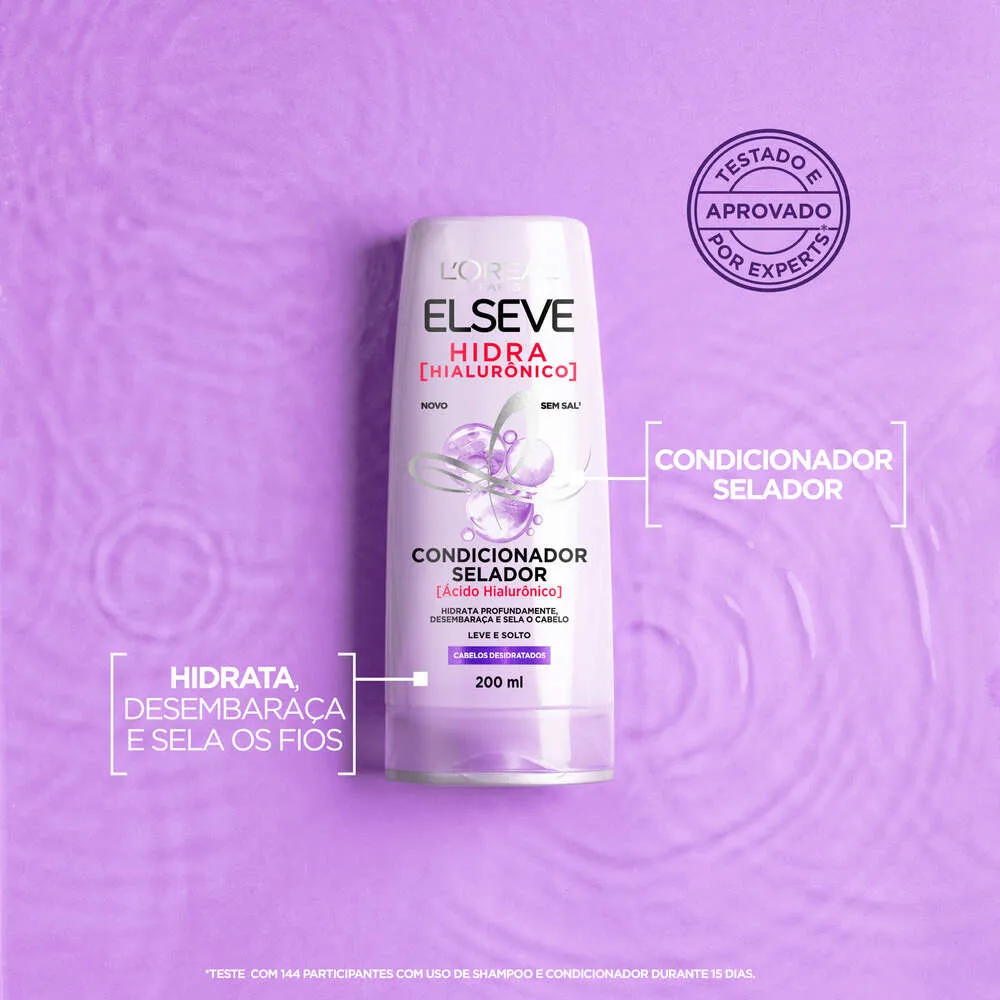 TESTADO E
APROVADO
POR EXPERTS*
L'ORÉAL
PARIS
ELSEVE
HIDRA
[HIALURÔNICO]
NOVO
SEM SAL¹
CONDICIONADOR
SELADOR
CONDICIONADOR
SELADOR
[Ácido Hialurônico]
HIDRATA PROFUNDAMENTE,
DESEMBARAÇA E SELA O CABELO
LEVE E SOLTO
CABELOS DESIDRATADOS
200 ml
HIDRATA,
DESEMBARAÇA
E SELA OS FIOS
*TESTE COM 144 PARTICIPANTES COM USO DE SHAMPOO E CONDICIONADOR DURANTE 15 DIAS.